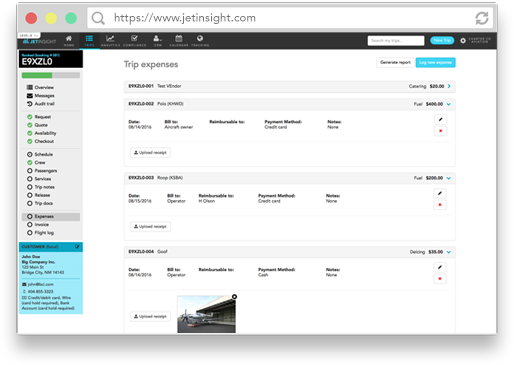 https://www.jetinsight.com
JETINSIGHT
HOME
TRIPS
ANALYTICS
COMPLIANCE
CRM
CALENDAR
TRACKING
Search my trips...
New Trip
CHARTER CO
AVIATION
E9XZL0
Trip expenses
Generate report
Log new expense
Overview
Messages
Audit trail
Request
Quote
Availability
Checkout
Schedule
Crew
Passengers
Services
Trip notes
Release
Trip docs
Expenses
Invoice
Flight log
CUSTOMER (Retail)
John Doe
Big Company Inc.
123 Main St
Bridge City, NM 14143
john@bcl.com
404-855-3323
Credit/debit card, Wire
(card hold required), Bank
Account (card hold required)
E9XZL0-001 Test VEnder Catering $20.00
E9XZL0-002 Polo (KHWD) Fuel $400.00
Date: Bill to: Reimbursable to: Payment Method: Notes:
08/14/2016 Aircraft owner Credit card None
Upload receipt
E9XZL0-003 Roop (KSBA) Fuel $200.00
Date: Bill to: Reimbursable to: Payment Method: Notes:
08/15/2016 Operator H Olson Credit card None
Upload receipt
E9XZL0-004 Goof Deicing $35.00
Date: Bill to: Reimbursable to: Payment Method: Notes:
08/14/2016 Operator Cash None
Upload receipt